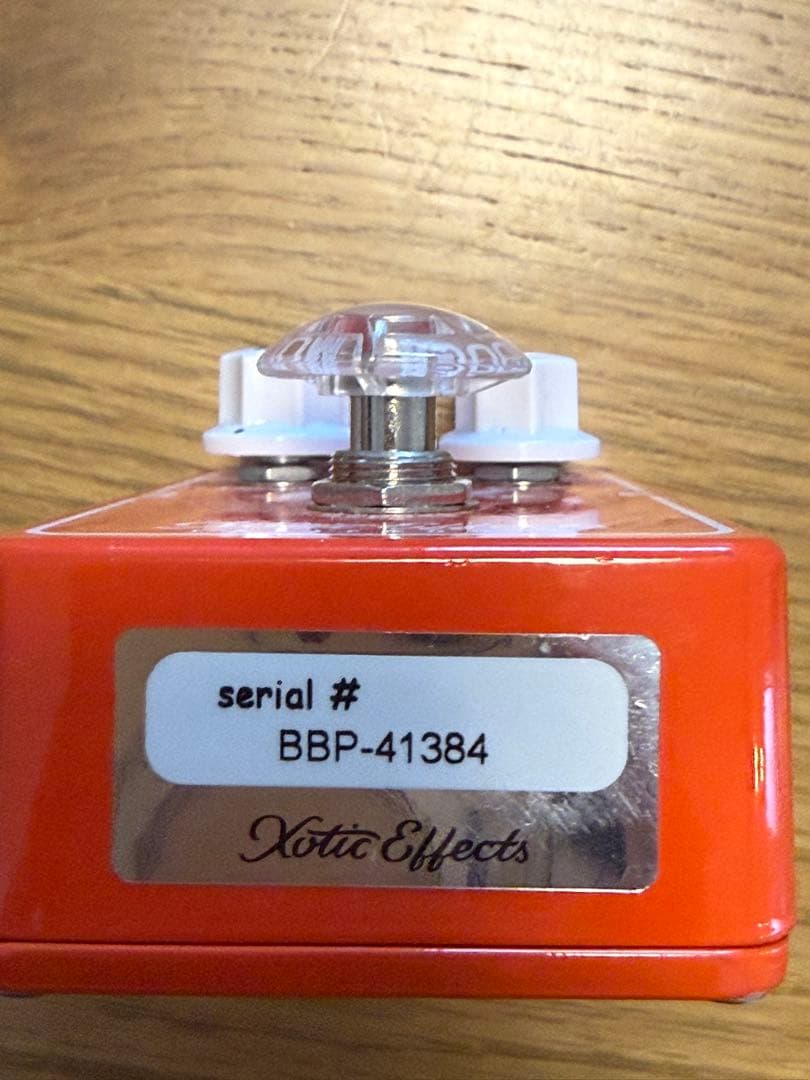 serial #
BBP-41384
Xotic Effects